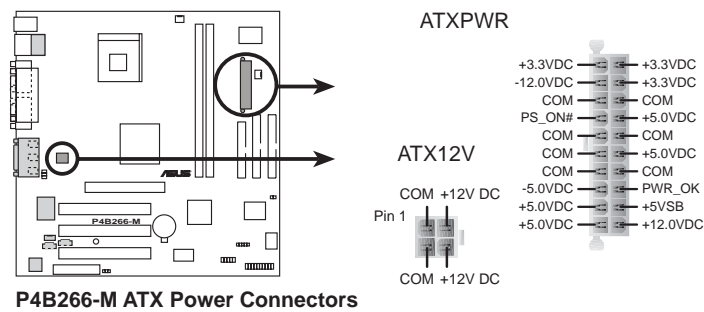 ATXPWR
+3.3VDC +3.3VDC
-12.0VDC +3.3VDC
COM COM
PS_ON# +5.0VDC
COM COM
COM +5.0VDC
COM COM
-5.0VDC PWR_OK
+5.0VDC +5VSB
+5.0VDC +12.0VDC
ATX12V
COM +12V DC
Pin 1
COM +12V DC
/ISUS
P4B266-M
P4B266-M ATX Power Connectors